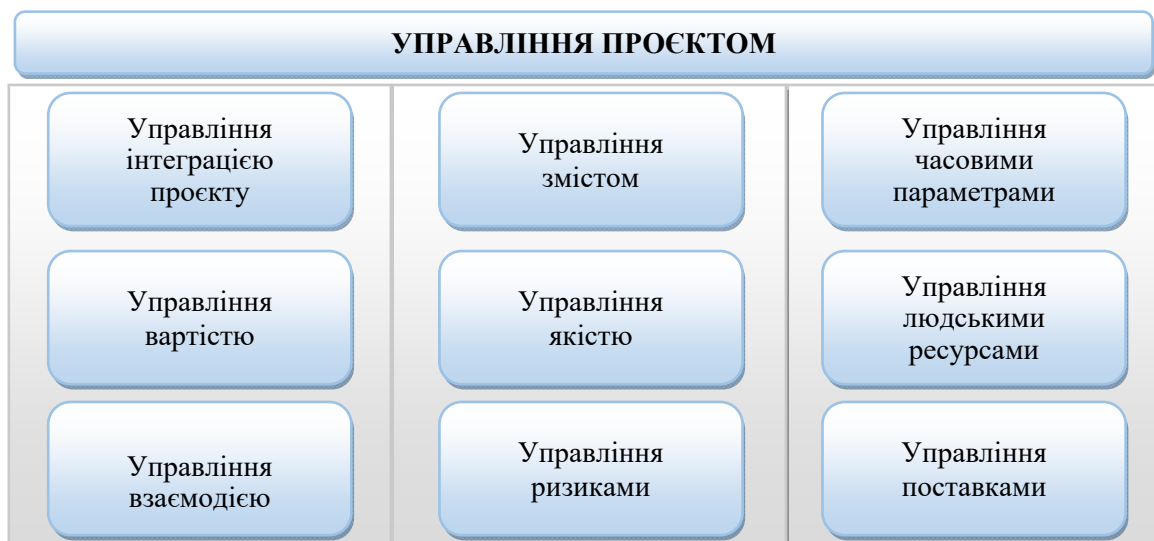 УПРАВЛІННЯ ПРОЄКТОМ
Управління
інтеграцією
проєкту
Управління
змістом
Управління
часовими
параметрами
Управління
вартістю
Управління
якістю
Управління
людськими
ресурсами
Управління
взаємодією
Управління
ризиками
Управління
поставками